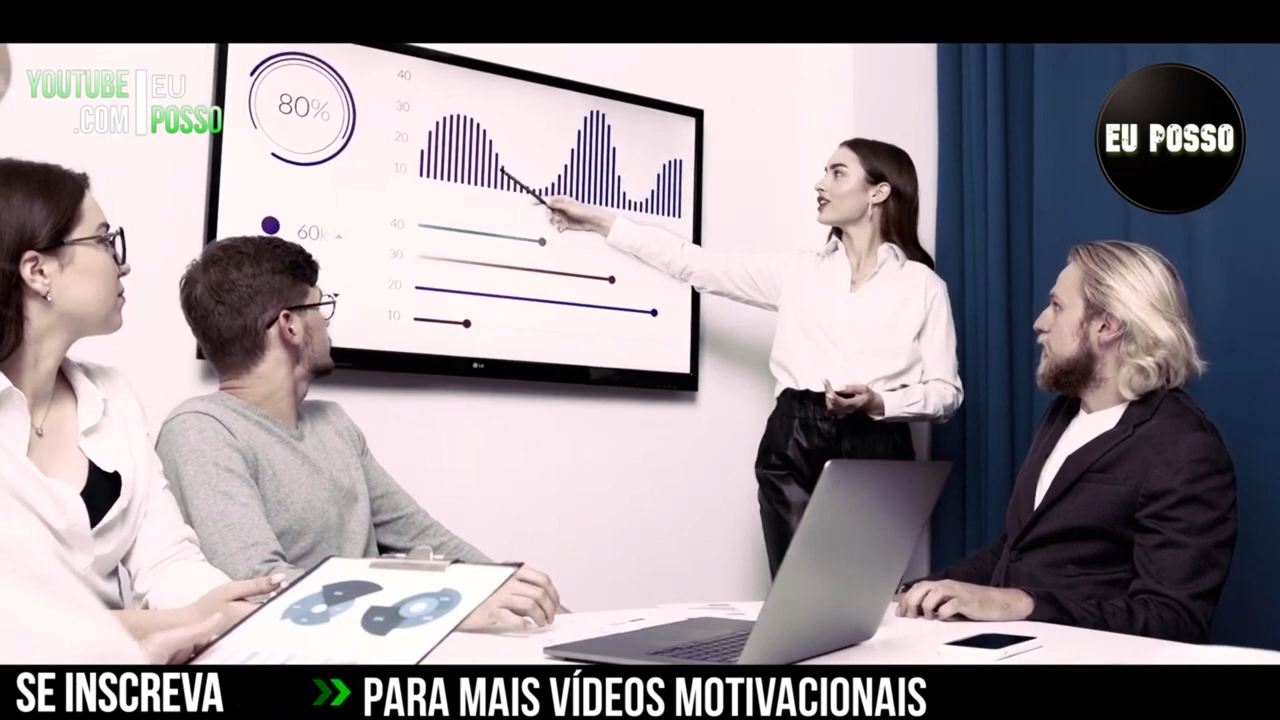 YOUTUBE EU
.COM POSSO
EU POSSO
80%
40
30
20
10
60k
40
30
20
10
LG
SE INSCREVA
PARA MAIS VÍDEOS MOTIVACIONAIS